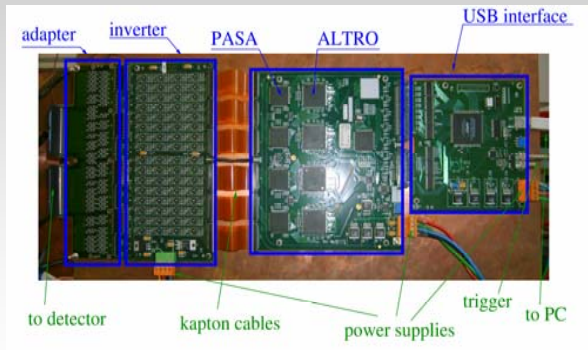 USB interface
adapter inverter PASA ALTRO
to detector kapton cables power supplies trigger to PC